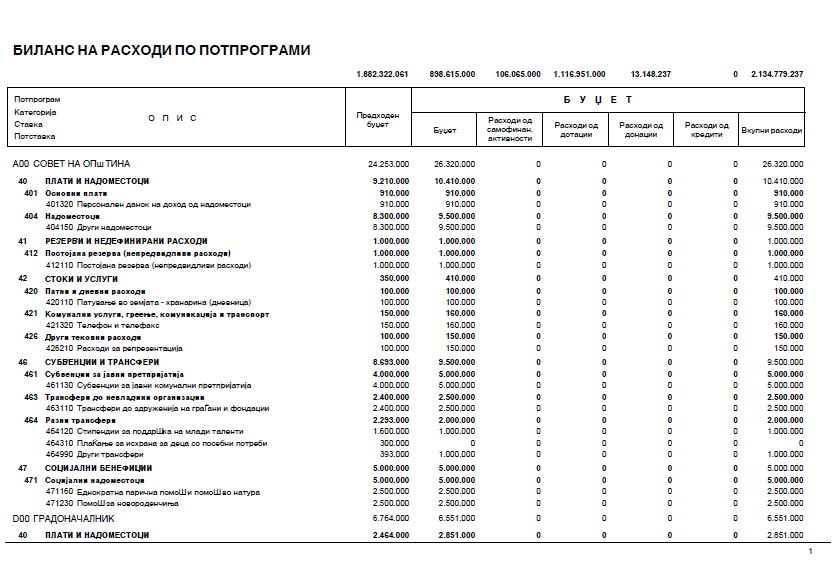 БИЛАНС НА РАСХОДИ ПО ПОТПРОГРАМИ
1.882.322.061 898.615.000 106.065.000 1.116.951.000 13.148.237 0 2.134.779.237
Потпрограм
Категорија
Ставка
Потставка
О П И С
Предходен буџет
Б У Џ Е Т
Буџет
Расходи од самофинан. активности
Расходи од дотации
Расходи од донации
Расходи од кредити
Вкупни расходи
А00 СОВЕТ НА ОПш ТИНА 24.253.000 26.320.000 0 0 0 0 26.320.000
40 ПЛАТИ И НАДОМЕСТОЦИ 9.210.000 10.410.000 0 0 0 0 10.410.000
401 Основни плати 910.000 910.000 0 0 0 0 910.000
401320 Персонален данок на доход од надоместоци 910.000 910.000 0 0 0 0 910.000
404 Надоместоци 8.300.000 9.500.000 0 0 0 0 9.500.000
404150 Други надоместоци 8.300.000 9.500.000 0 0 0 0 9.500.000
41 РЕЗЕРВИ И НЕДЕФИНИРАНИ РАСХОДИ 1.000.000 1.000.000 0 0 0 0 1.000.000
412 Постојана резерва (непредвидливи расходи) 1.000.000 1.000.000 0 0 0 0 1.000.000
412110 Постојана резерва (непредвидливи расходи) 1.000.000 1.000.000 0 0 0 0 1.000.000
42 СТОКИ И УСЛУГИ 350.000 410.000 0 0 0 0 410.000
420 Патни и дневни расходи 100.000 100.000 0 0 0 0 100.000
420110 Патување во земјата - хранарина (дневница) 100.000 100.000 0 0 0 0 100.000
421 Комунални услуги, греење, комуникација и транспорт 150.000 160.000 0 0 0 0 160.000
421320 Телефон и телефакс 150.000 160.000 0 0 0 0 160.000
426 Други тековни расходи 100.000 150.000 0 0 0 0 150.000
426210 Расходи за репрезентација 100.000 150.000 0 0 0 0 150.000
46 СУБВЕНЦИИ И ТРАНСФЕРИ 8.693.000 9.500.000 0 0 0 0 9.500.000
461 Субвенции за јавни претпријатија 4.000.000 5.000.000 0 0 0 0 5.000.000
461130 Субвенции за јавни комунални претпријатија 4.000.000 5.000.000 0 0 0 0 5.000.000
463 Трансфери до невладини организации 2.400.000 2.500.000 0 0 0 0 2.500.000
463110 Трансфери до здруженија на граЃани и фондации 2.400.000 2.500.000 0 0 0 0 2.500.000
464 Разни трансфери 2.293.000 2.000.000 0 0 0 0 2.000.000
464120 Стипендии за поддрШка на млади таленти 1.600.000 1.000.000 0 0 0 0 1.000.000
464310 ПлаЌање за исхрана за деца со посебни потреби 300.000 0 0 0 0 0 0
464990 Други трансфери 393.000 1.000.000 0 0 0 0 1.000.000
47 СОЦИЈАЛНИ БЕНЕФИЦИИ 5.000.000 5.000.000 0 0 0 0 5.000.000
471 Социјални надоместоци 5.000.000 5.000.000 0 0 0 0 5.000.000
471160 Еднократна парична помоШи помоШво натура 2.500.000 2.500.000 0 0 0 0 2.500.000
471230 ПомоШза новороденчиња 2.500.000 2.500.000 0 0 0 0 2.500.000
D00 ГРАДОНАЧАЛНИК 6.764.000 6.551.000 0 0 0 0 6.551.000
40 ПЛАТИ И НАДОМЕСТОЦИ 2.464.000 2.851.000 0 0 0 0 2.851.000
1